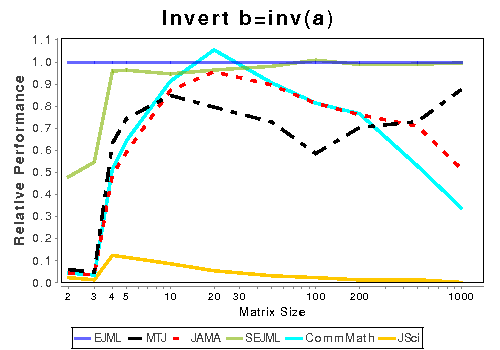 Invert b=inv(a)
Relative Performance
1.1
1.0
0.9
0.8
0.7
0.6
0.5
0.4
0.3
0.2
0.1
0.0
2 3 4 5 10 20 30 100 200 1000
Matrix Size
EJML MTJ JAMA SEJML CommMath JSci